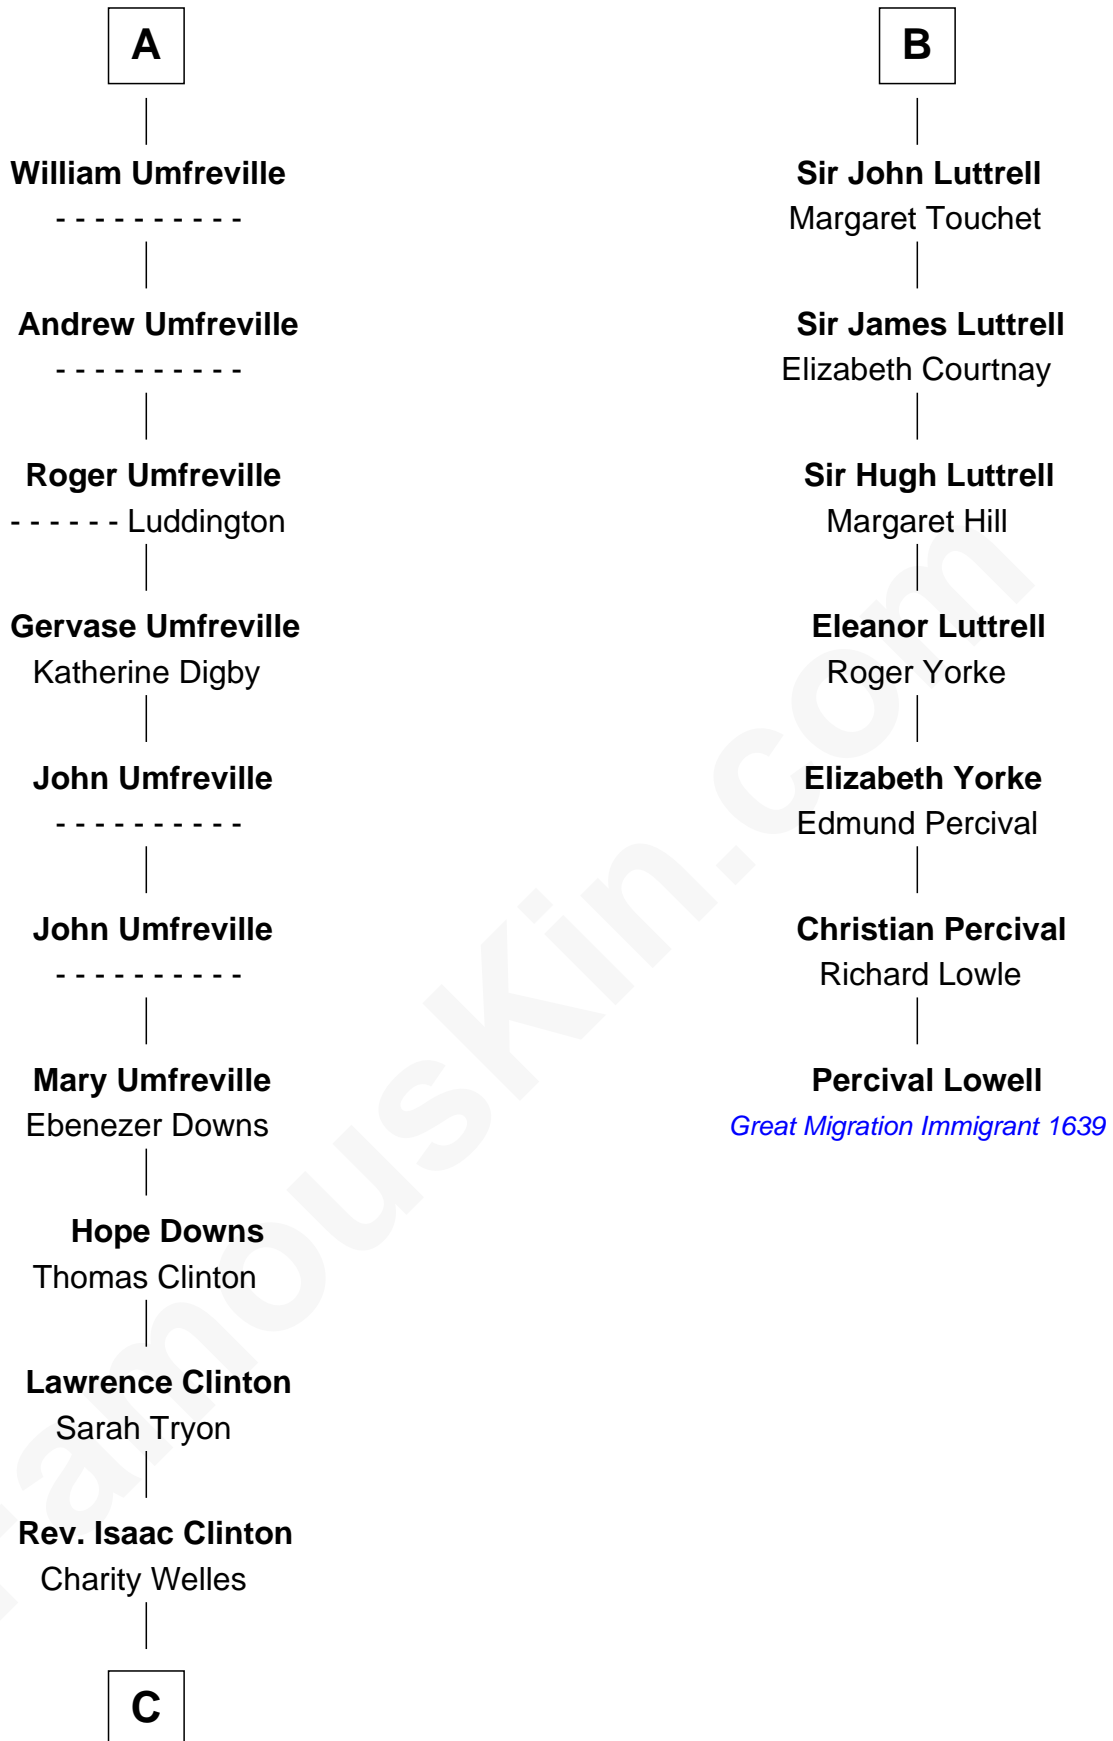 A
William Umfreville
- - - - - - - - - -
Andrew Umfreville
- - - - - - - - - -
Roger Umfreville
- - - - - - Luddington
Gervase Umfreville
Katherine Digby
John Umfreville
- - - - - - - - - -
John Umfreville
- - - - - - - - - -
Mary Umfreville
Ebenezer Downs
Hope Downs
Thomas Clinton
Lawrence Clinton
Sarah Tryon
Rev. Isaac Clinton
Charity Welles
C
B
Sir John Luttrell
Margaret Touchet
Sir James Luttrell
Elizabeth Courtnay
Sir Hugh Luttrell
Margaret Hill
Eleanor Luttrell
Roger Yorke
Elizabeth Yorke
Edmund Percival
Christian Percival
Richard Lowle
Percival Lowell
Great Migration Immigrant 1639
FamousKin.com